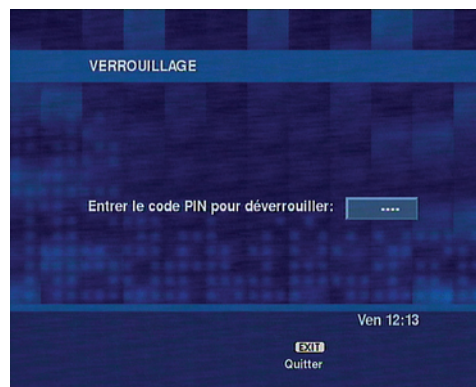 VERROUILLAGE
Entrer le code PIN pour déverrouiller: ----
Ven 12:13
EXIT
Quitter